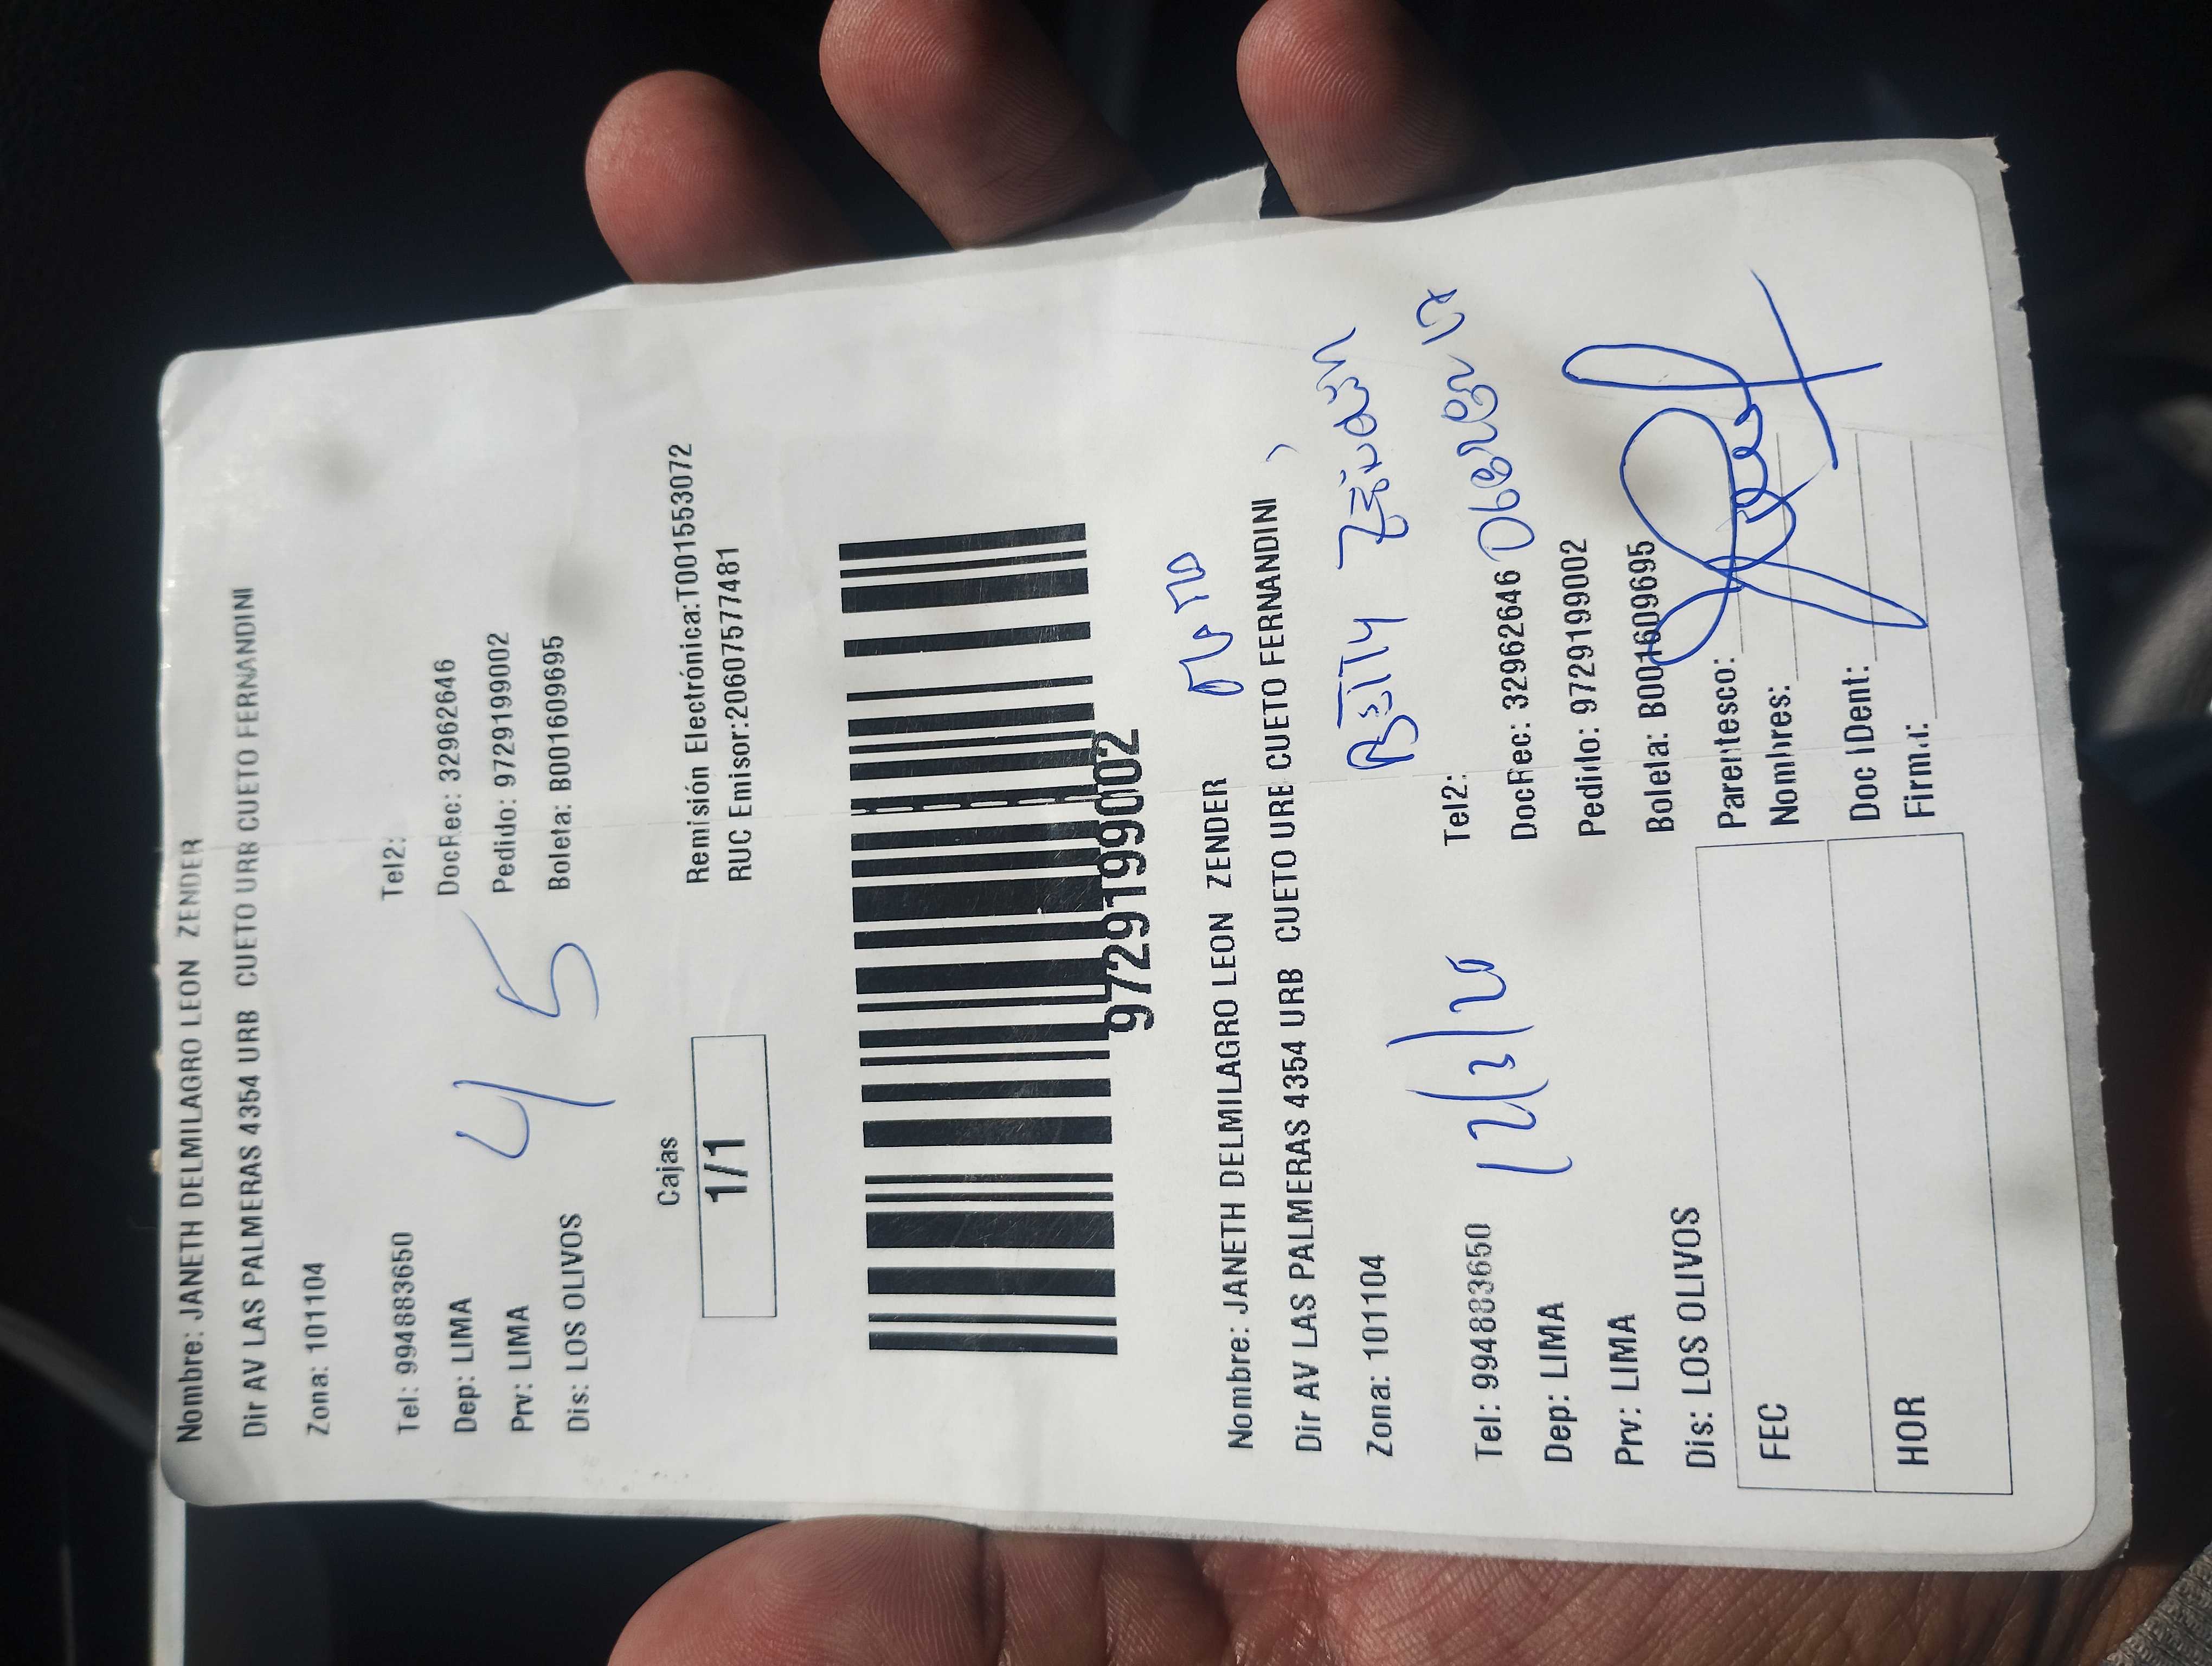 Nombre: JANETH DELMILAGRO LEON ZENDER
Dir AV LAS PALMERAS 4354 URB CUETO URB CUETO FERNANDINI
Zona: 101104
Tel: 994883650 Tel2:
Dep: LIMA DocRec: 32962646
Prv: LIMA Pedido: 9729199002
Dis: LOS OLIVOS Boleta: B001609695
45
Cajas
1/1
Remisión Electrónica:T001553072
RUC Emisor:20607577481
9729199002
Nombre: JANETH DELMILAGRO LEON ZENDER
Dir AV LAS PALMERAS 4354 URB CUETO URB CUETO FERNANDINI
Zona: 101104
Betty Zender
Tel: 994883650 Tel2:
Dep: LIMA DocRec: 32962646
Prv: LIMA Pedido: 9729199002
Dis: LOS OLIVOS Boleta: B001609695
FEC Parentesco:
Nombres:
HOR Doc IDent:
Firma: